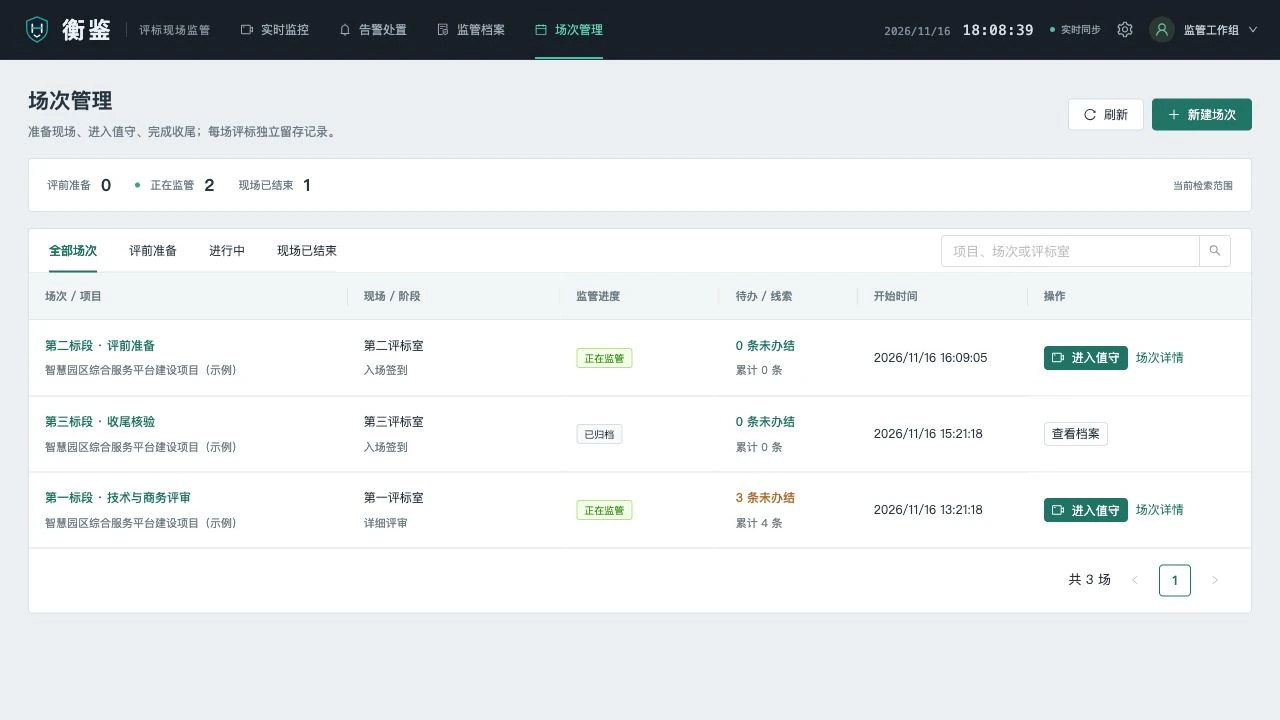 衡鉴 评标现场监管 实时监控 告警处置 监管档案 场次管理 2026/11/16 18:08:39 实时同步 监管工作组
场次管理
准备现场、进入值守、完成收尾；每场评标独立留存记录。
刷新 新建场次
评前准备 0 正在监管 2 现场已结束 1 当前检索范围
全部场次 评前准备 进行中 现场已结束 项目、场次或评标室
场次 / 项目 现场 / 阶段 监管进度 待办 / 线索 开始时间 操作
第二标段 · 评前准备 第二评标室 0 条未办结
正在监管 2026/11/16 16:09:05 进入值守 场次详情
智慧园区综合服务平台建设项目（示例） 入场签到 累计 0 条
第三标段 · 收尾核验 第三评标室 0 条未办结
已归档 2026/11/16 15:21:18 查看档案
智慧园区综合服务平台建设项目（示例） 入场签到 累计 0 条
第一标段 · 技术与商务评审 第一评标室 3 条未办结
正在监管 2026/11/16 13:21:18 进入值守 场次详情
智慧园区综合服务平台建设项目（示例） 详细评审 累计 4 条
共 3 场 1